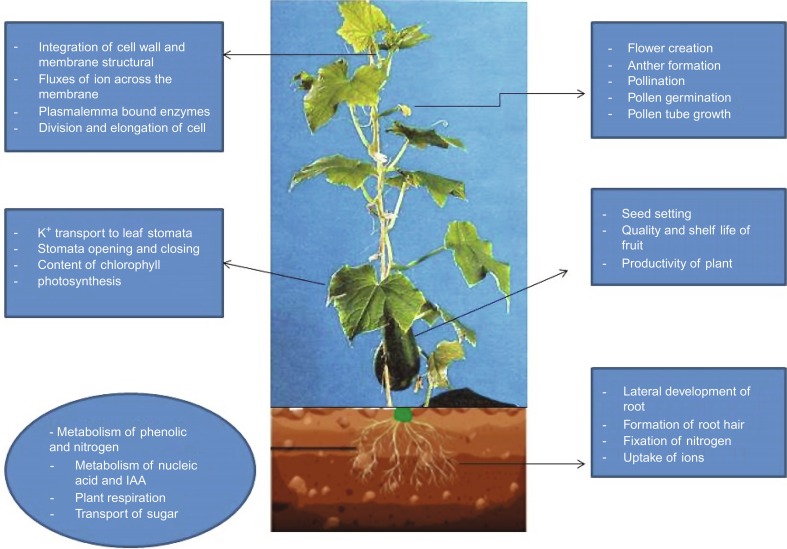 - Integration of cell wall and
membrane structural
- Fluxes of ion across the
membrane
- Plasmalemma bound enzymes
- Division and elongation of cell
- Flower creation
- Anther formation
- Pollination
- Pollen germination
- Pollen tube growth
- K+ transport to leaf stomata
- Stomata opening and closing
- Content of chlorophyll
- photosynthesis
- Seed setting
- Quality and shelf life of
fruit
- Productivity of plant
- Metabolism of phenolic
and nitrogen
- Metabolism of nucleic
acid and IAA
- Plant respiration
- Transport of sugar
- Lateral development of
root
- Formation of root hair
- Fixation of nitrogen
- Uptake of ions